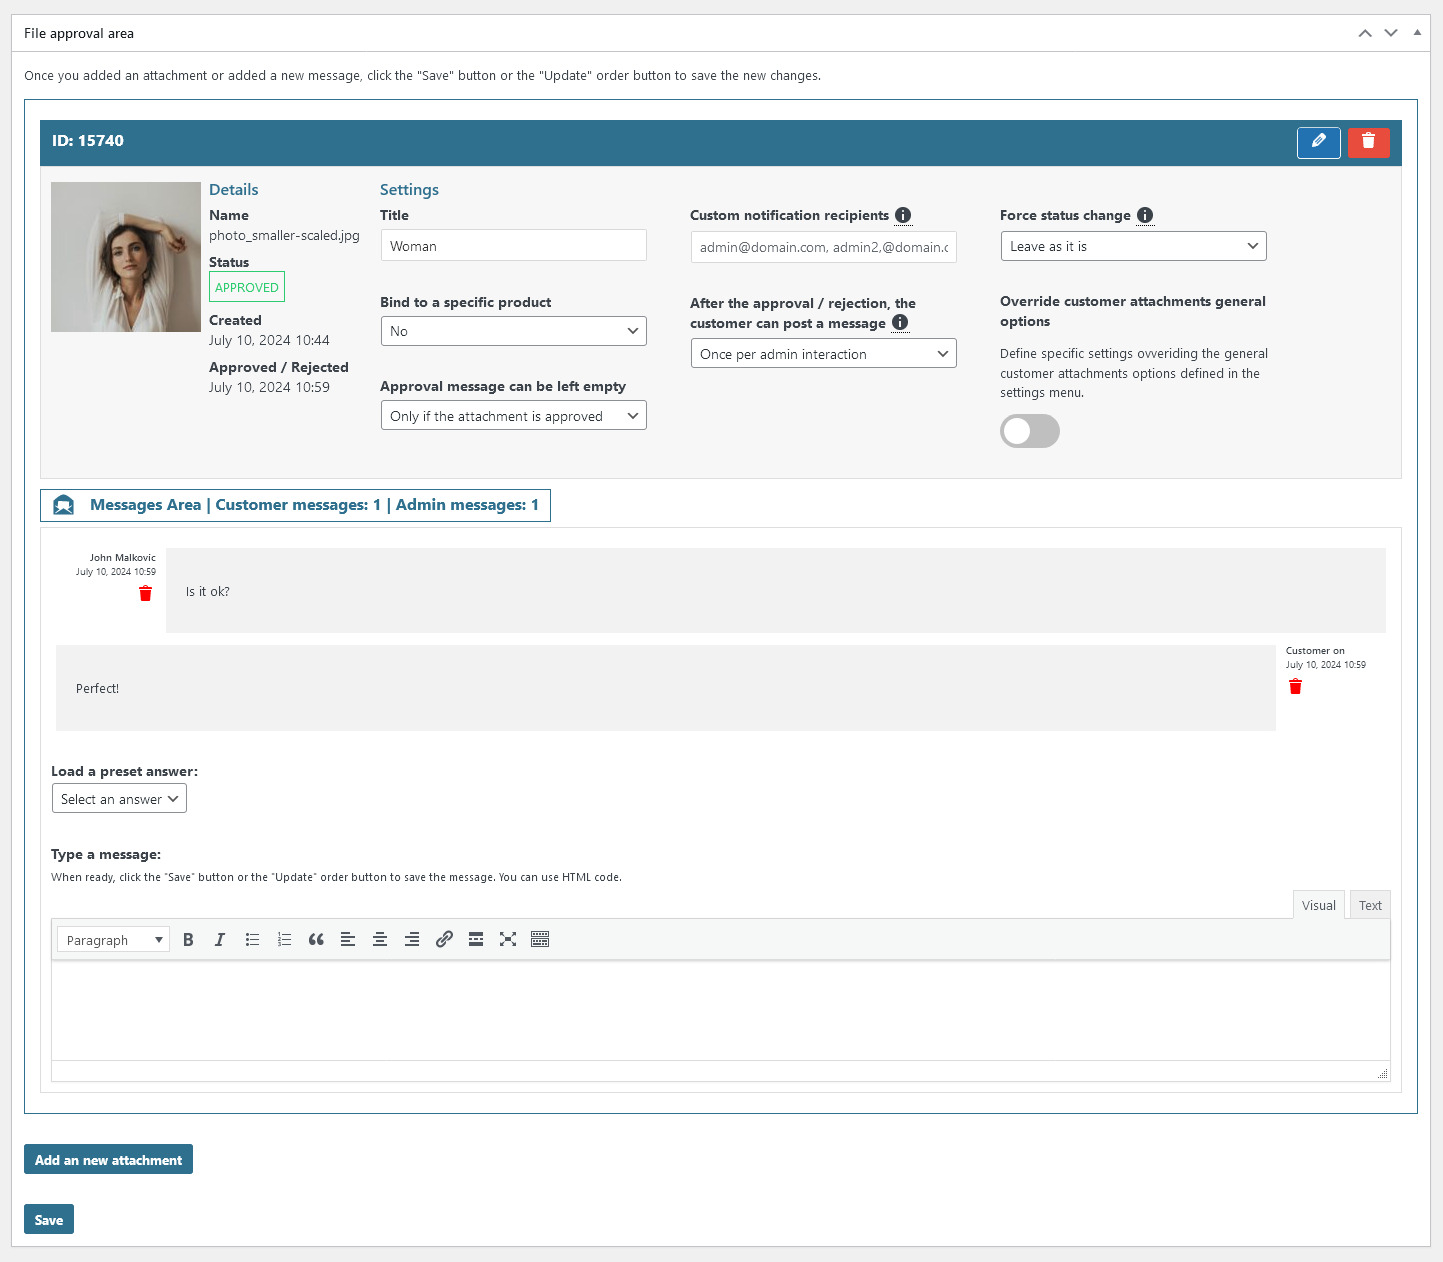 File approval area
Once you added an attachment or added a new message, click the "Save" button or the "Update" order button to save the new changes.
ID: 15740
Details
Name
photo_smaller-scaled.jpg
Status
APPROVED
Created
July 10, 2024 10:44
Approved / Rejected
July 10, 2024 10:59
Settings
Title
Woman
Bind to a specific product
No
Approval message can be left empty
Only if the attachment is approved
Custom notification recipients
admin@domain.com, admin2,@domain.c
After the approval / rejection, the
customer can post a message
Once per admin interaction
Force status change
Leave as it is
Override customer attachments general
options
Define specific settings ovveriding the general
customer attachments options defined in the
settings menu.
Messages Area | Customer messages: 1 | Admin messages: 1
John Malkovic
July 10, 2024 10:59
Is it ok?
Perfect!
Customer on
July 10, 2024 10:59
Load a preset answer:
Select an answer
Type a message:
When ready, click the "Save" button or the "Update" order button to save the message. You can use HTML code.
Visual Text
Paragraph
Add an new attachment
Save